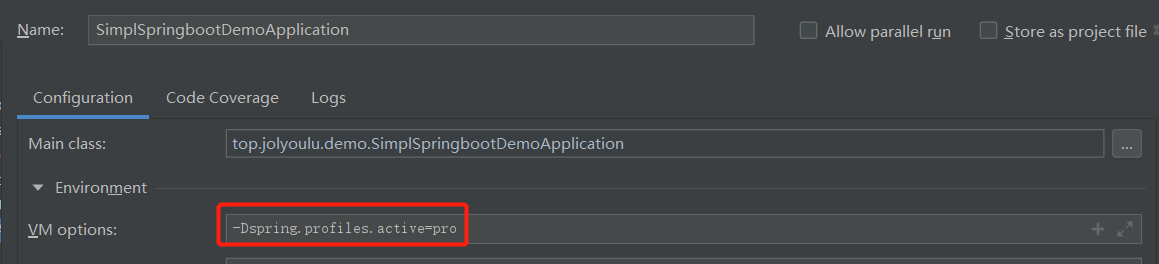 Name: SimplSpringbootDemoApplication Allow parallel run Store as project file
Configuration Code Coverage Logs
Main class: top.jolyoulu.demo.SimplSpringbootDemoApplication ...
Environment
VM options: -Dspring.profiles.active=pro